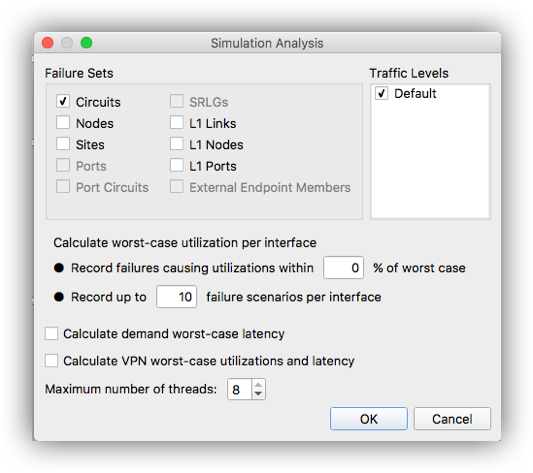 Simulation Analysis
Failure Sets
Traffic Levels
Circuits
SRLGs
Default
Nodes
L1 Links
Sites
L1 Nodes
Ports
L1 Ports
Port Circuits
External Endpoint Members
Calculate worst-case utilization per interface
Record failures causing utilizations within 0 % of worst case
Record up to 10 failure scenarios per interface
Calculate demand worst-case latency
Calculate VPN worst-case utilizations and latency
Maximum number of threads: 8
OK
Cancel